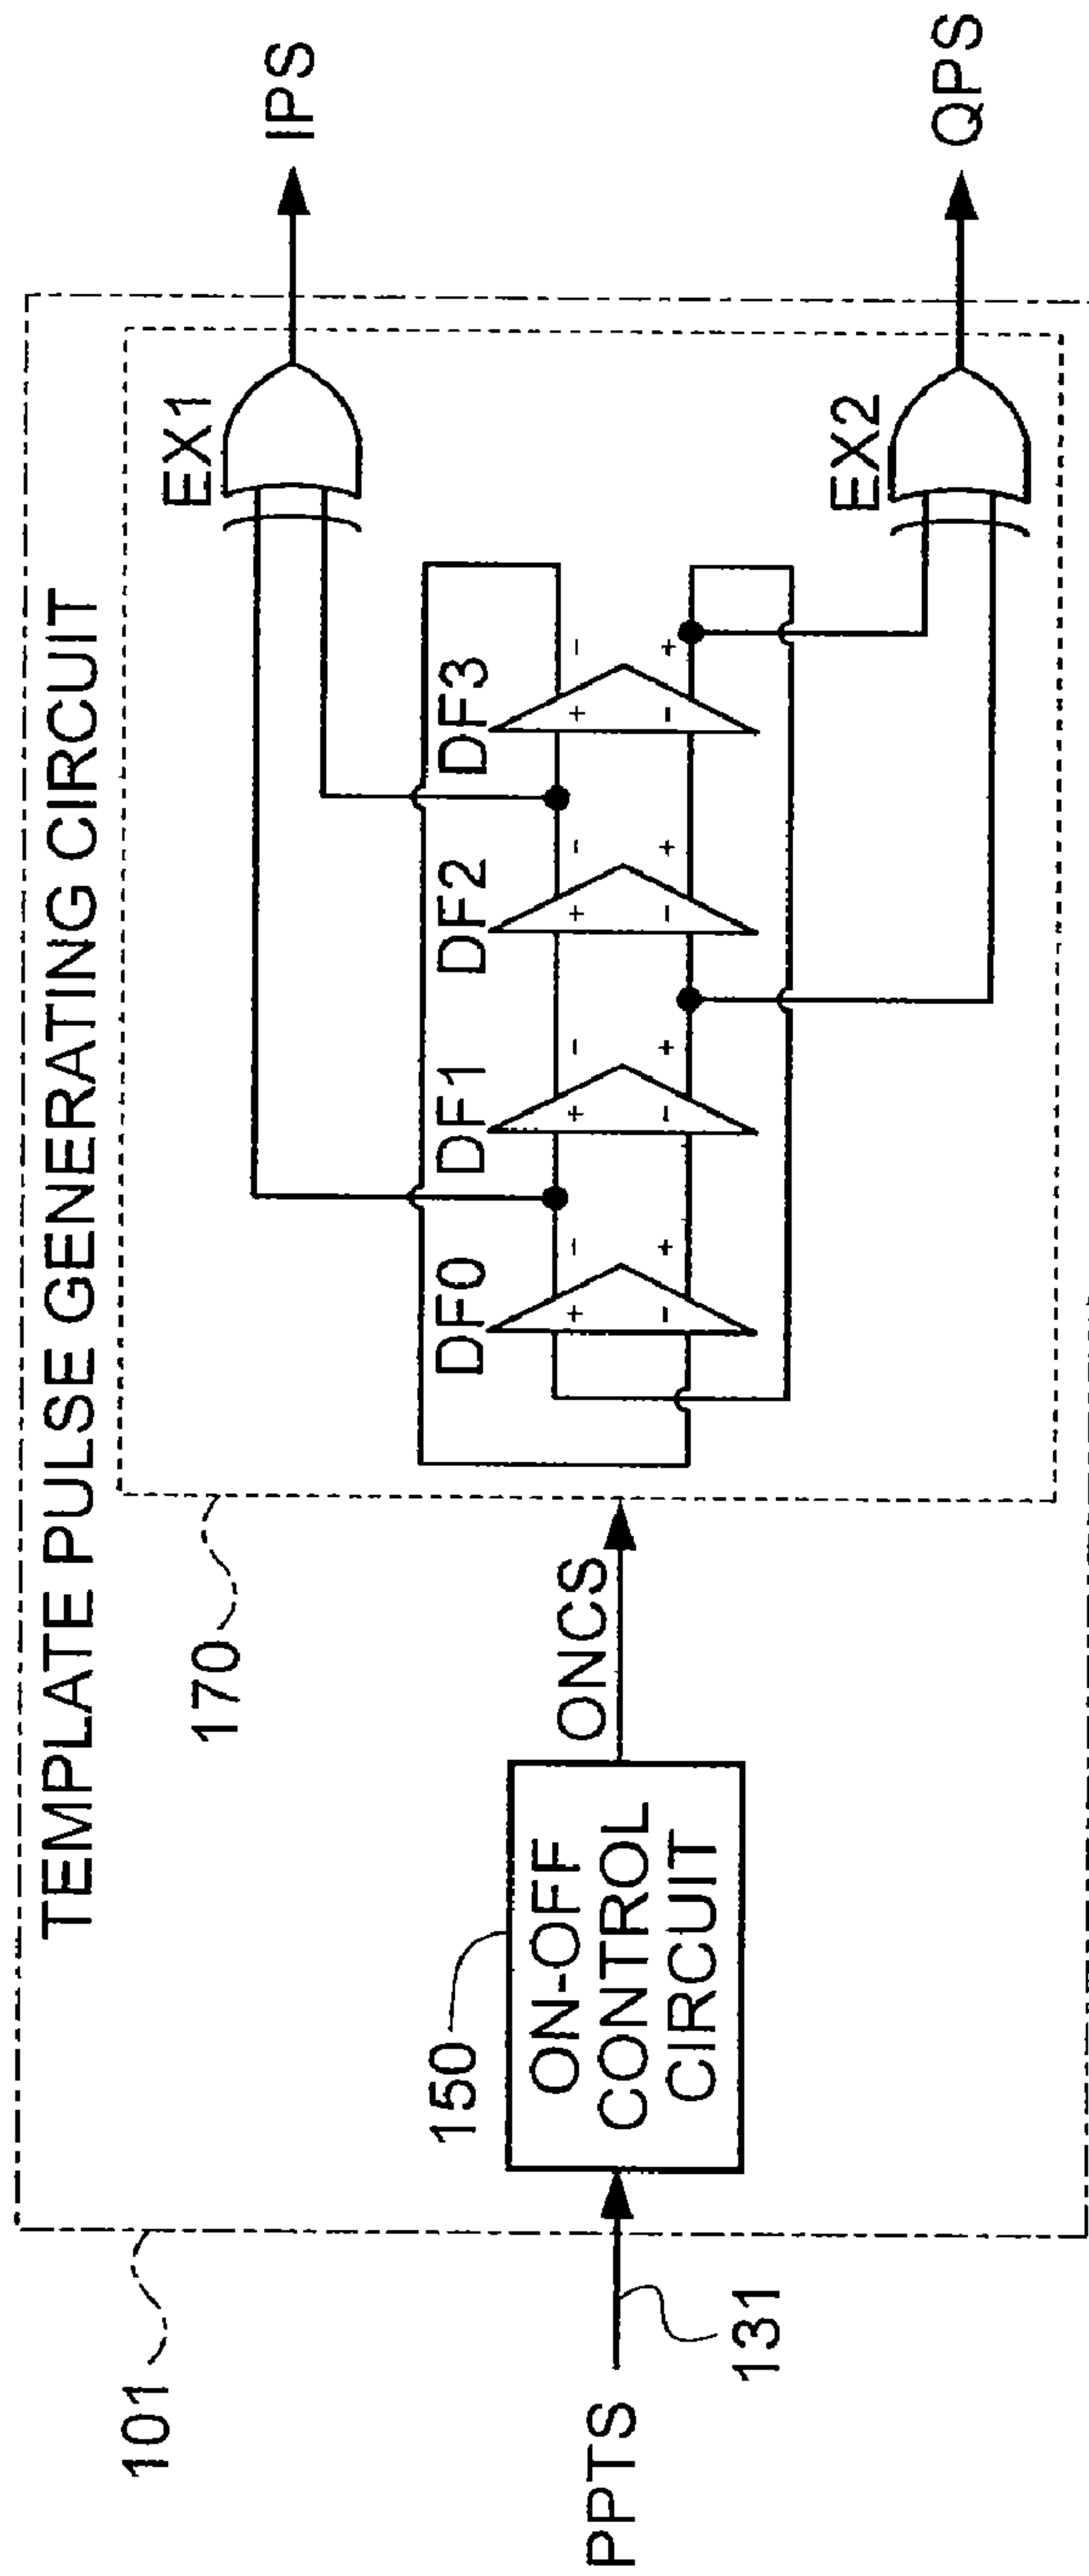 TEMPLATE PULSE GENERATING CIRCUIT
101
PPTS
131
150
ON-OFF
CONTROL
CIRCUIT
ONCS
170
DF0
DF1
DF2
DF3
+ - + - + - + -
- + - + - + - +
EX1
IPS
EX2
QPS